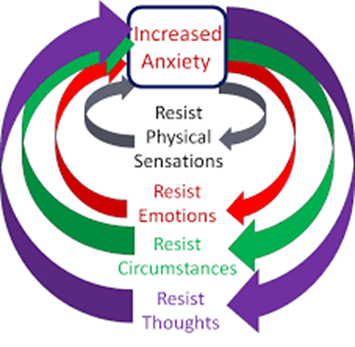 Increased
Anxiety
Resist
Physical
Sensations
Resist
Emotions
Resist
Circumstances
Resist
Thoughts